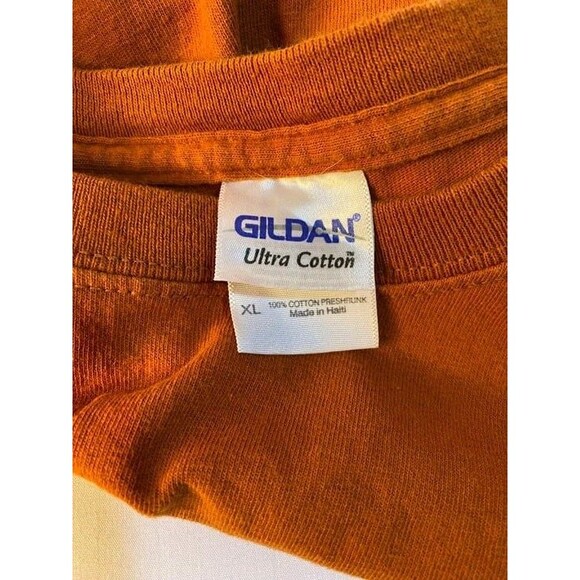 GILDAN®
Ultra Cotton™
XL 100% COTTON PRESHRUNK
Made in Haiti